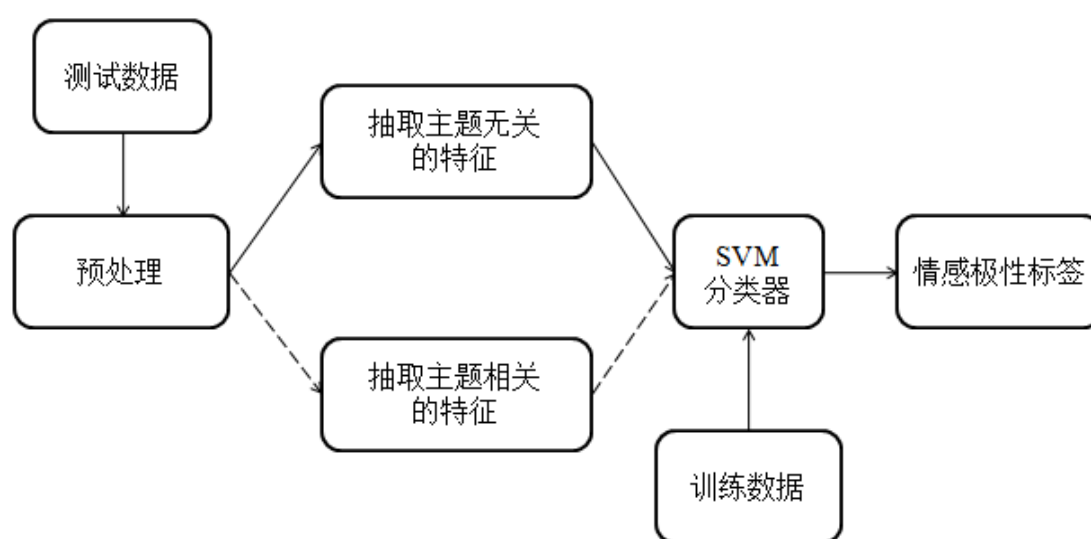 测试数据
预处理
抽取主题无关
的特征
抽取主题相关
的特征
SVM
分类器
情感极性标签
训练数据